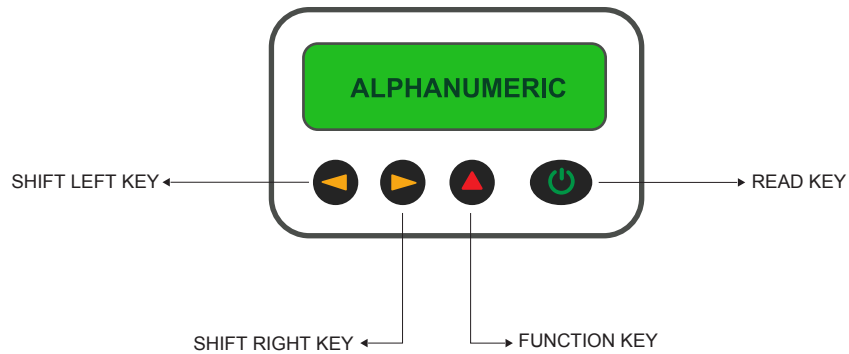 ALPHANUMERIC
SHIFT LEFT KEY
READ KEY
SHIFT RIGHT KEY
FUNCTION KEY